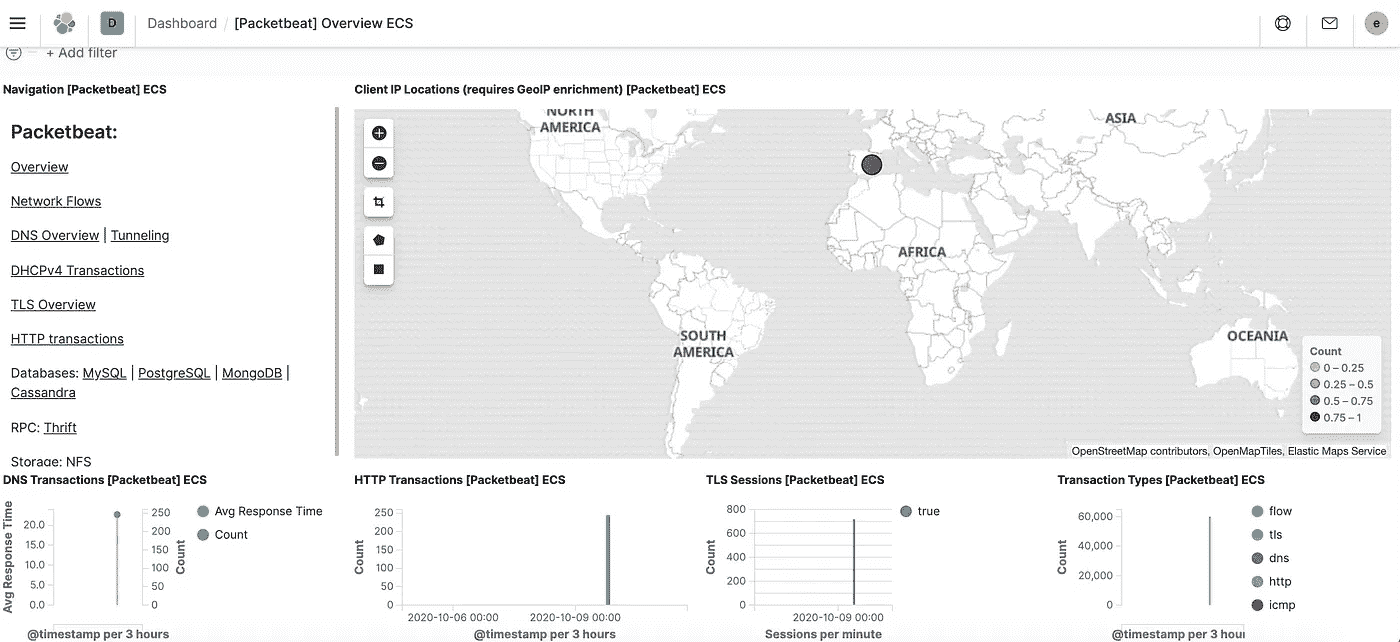 D Dashboard / [Packetbeat] Overview ECS e
+ Add filter
Navigation [Packetbeat] ECS
Packetbeat:
Overview
Network Flows
DNS Overview | Tunneling
DHCPv4 Transactions
TLS Overview
HTTP transactions
Databases: MySQL | PostgreSQL | MongoDB |
Cassandra
RPC: Thrift
Storage: NFS
Client IP Locations (requires GeoIP enrichment) [Packetbeat] ECS
NORTH
AMERICA
ASIA
AFRICA
SOUTH
AMERICA
OCEANIA
Count
0 – 0.25
0.25 – 0.5
0.5 – 0.75
0.75 – 1
OpenStreetMap contributors, OpenMapTiles, Elastic Maps Service
DNS Transactions [Packetbeat] ECS
Avg Response Time
20.0
15.0
10.0
5.0
0.0
250
200
150
100
50
0
Count
@timestamp per 3 hours
Avg Response Time
Count
HTTP Transactions [Packetbeat] ECS
Count
250
200
150
100
50
0
2020-10-06 00:00 2020-10-09 00:00
@timestamp per 3 hours
TLS Sessions [Packetbeat] ECS
Count
800
600
400
200
0
2020-10-09 00:00
Sessions per minute
true
Transaction Types [Packetbeat] ECS
Count
60,000
40,000
20,000
0
@timestamp per 3 hour
flow
tls
dns
http
icmp